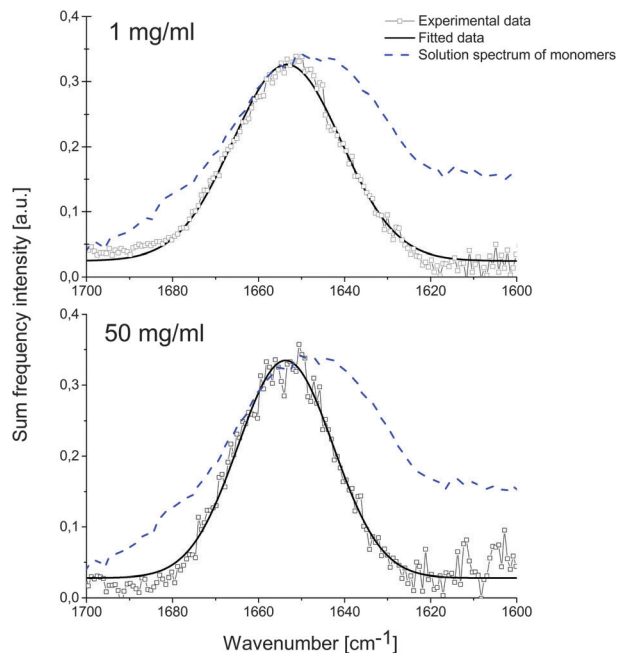 1 mg/ml
Experimental data
Fitted data
Solution spectrum of monomers
0,4
0,3
0,2
0,1
0,0
1700 1680 1660 1640 1620 1600
50 mg/ml
0,4
0,3
0,2
0,1
0,0
1700 1680 1660 1640 1620 1600
Sum frequency intensity [a.u.]
Wavenumber [cm⁻¹]